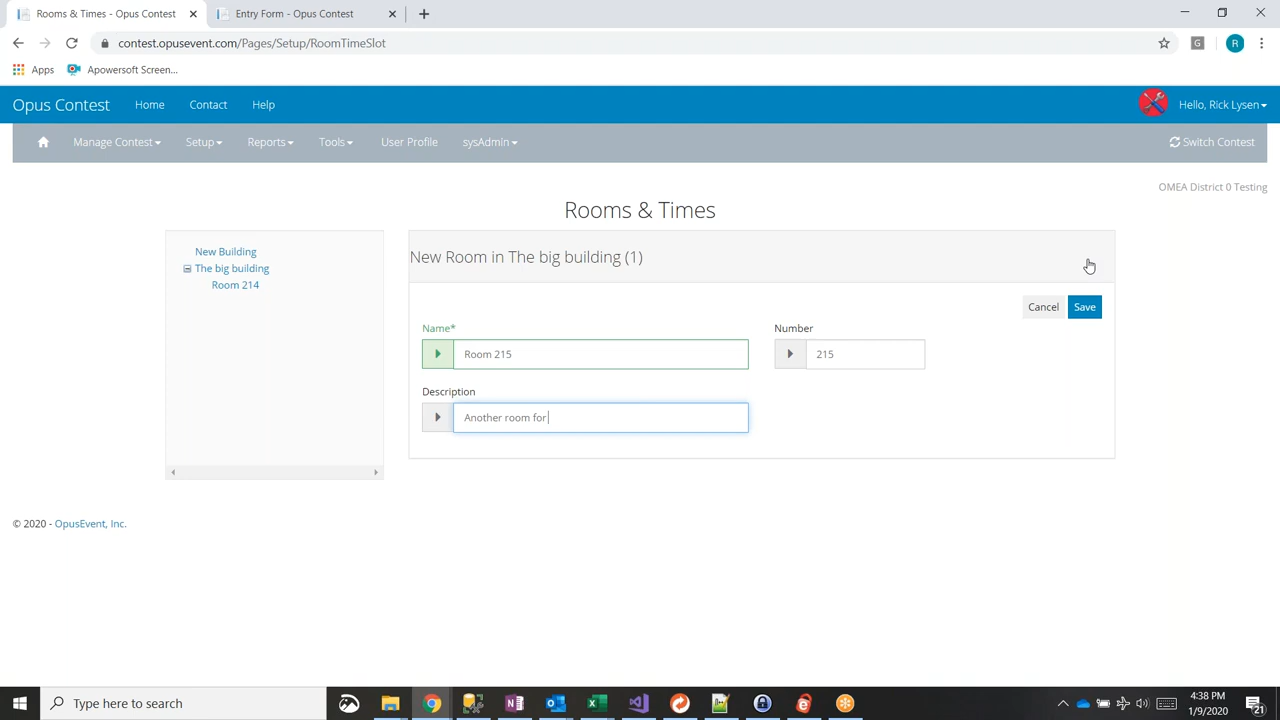 Rooms & Times - Opus Contest
Entry Form - Opus Contest
contest.opusevent.com/Pages/Setup/RoomTimeSlot
G
R
Apps
Apowersoft Screen...
Opus Contest
Home
Contact
Help
Hello, Rick Lysen
Manage Contest
Setup
Reports
Tools
User Profile
sysAdmin
Switch Contest
OMEA District 0 Testing
Rooms & Times
New Building
The big building
Room 214
New Room in The big building (1)
Cancel
Save
Name*
Number
Room 215
215
Description
Another room for
© 2020 - OpusEvent, Inc.
Type here to search
4:38 PM
1/9/2020
21